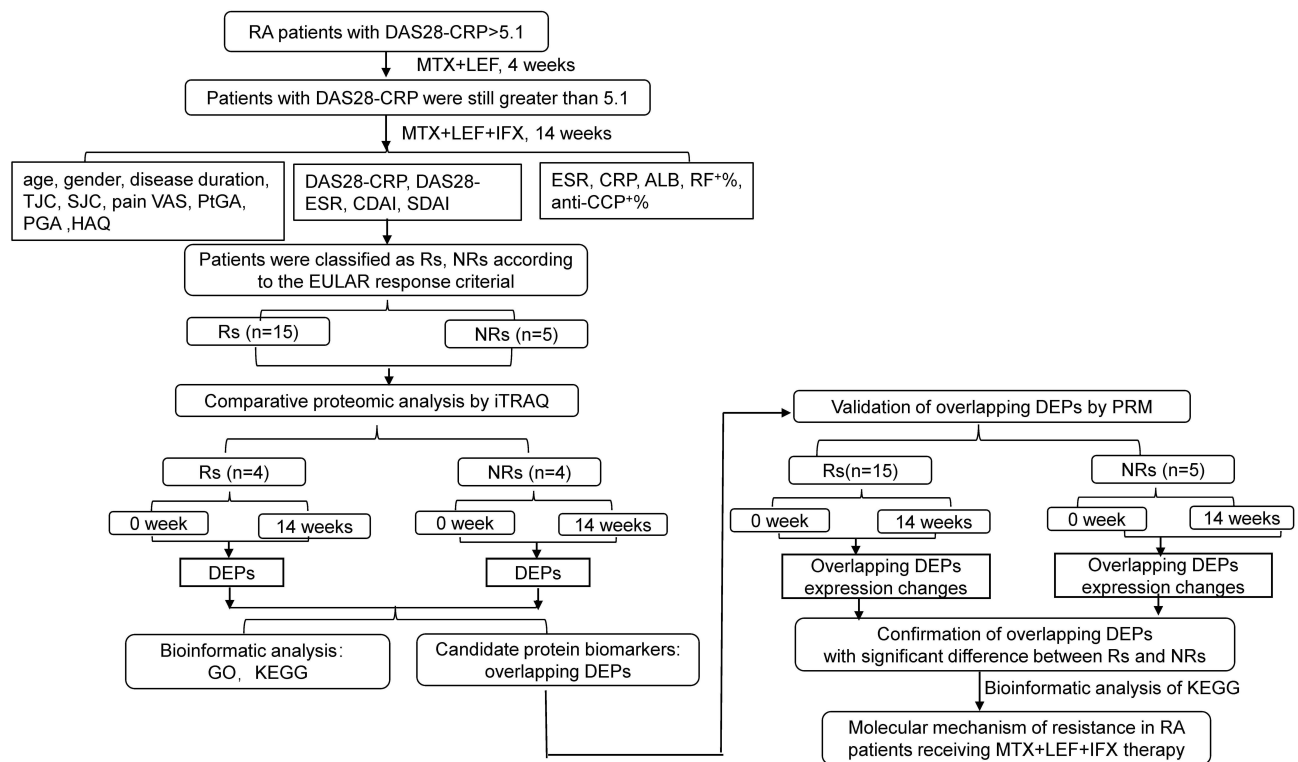 RA patients with DAS28-CRP>5.1
MTX+LEF, 4 weeks
Patients with DAS28-CRP were still greater than 5.1
MTX+LEF+IFX, 14 weeks
age, gender, disease duration,
TJC, SJC, pain VAS, PtGA,
PGA ,HAQ
DAS28-CRP, DAS28-
ESR, CDAI, SDAI
ESR, CRP, ALB, RF⁺%,
anti-CCP⁺%
Patients were classified as Rs, NRs according
to the EULAR response criterial
Rs (n=15)
NRs (n=5)
Comparative proteomic analysis by iTRAQ
Rs (n=4)
NRs (n=4)
0 week
14 weeks
0 week
14 weeks
DEPs
DEPs
Bioinformatic analysis:
GO, KEGG
Candidate protein biomarkers:
overlapping DEPs
Validation of overlapping DEPs by PRM
Rs(n=15)
NRs (n=5)
0 week
14 weeks
0 week
14 weeks
Overlapping DEPs
expression changes
Overlapping DEPs
expression changes
Confirmation of overlapping DEPs
with significant difference between Rs and NRs
Bioinformatic analysis of KEGG
Molecular mechanism of resistance in RA
patients receiving MTX+LEF+IFX therapy